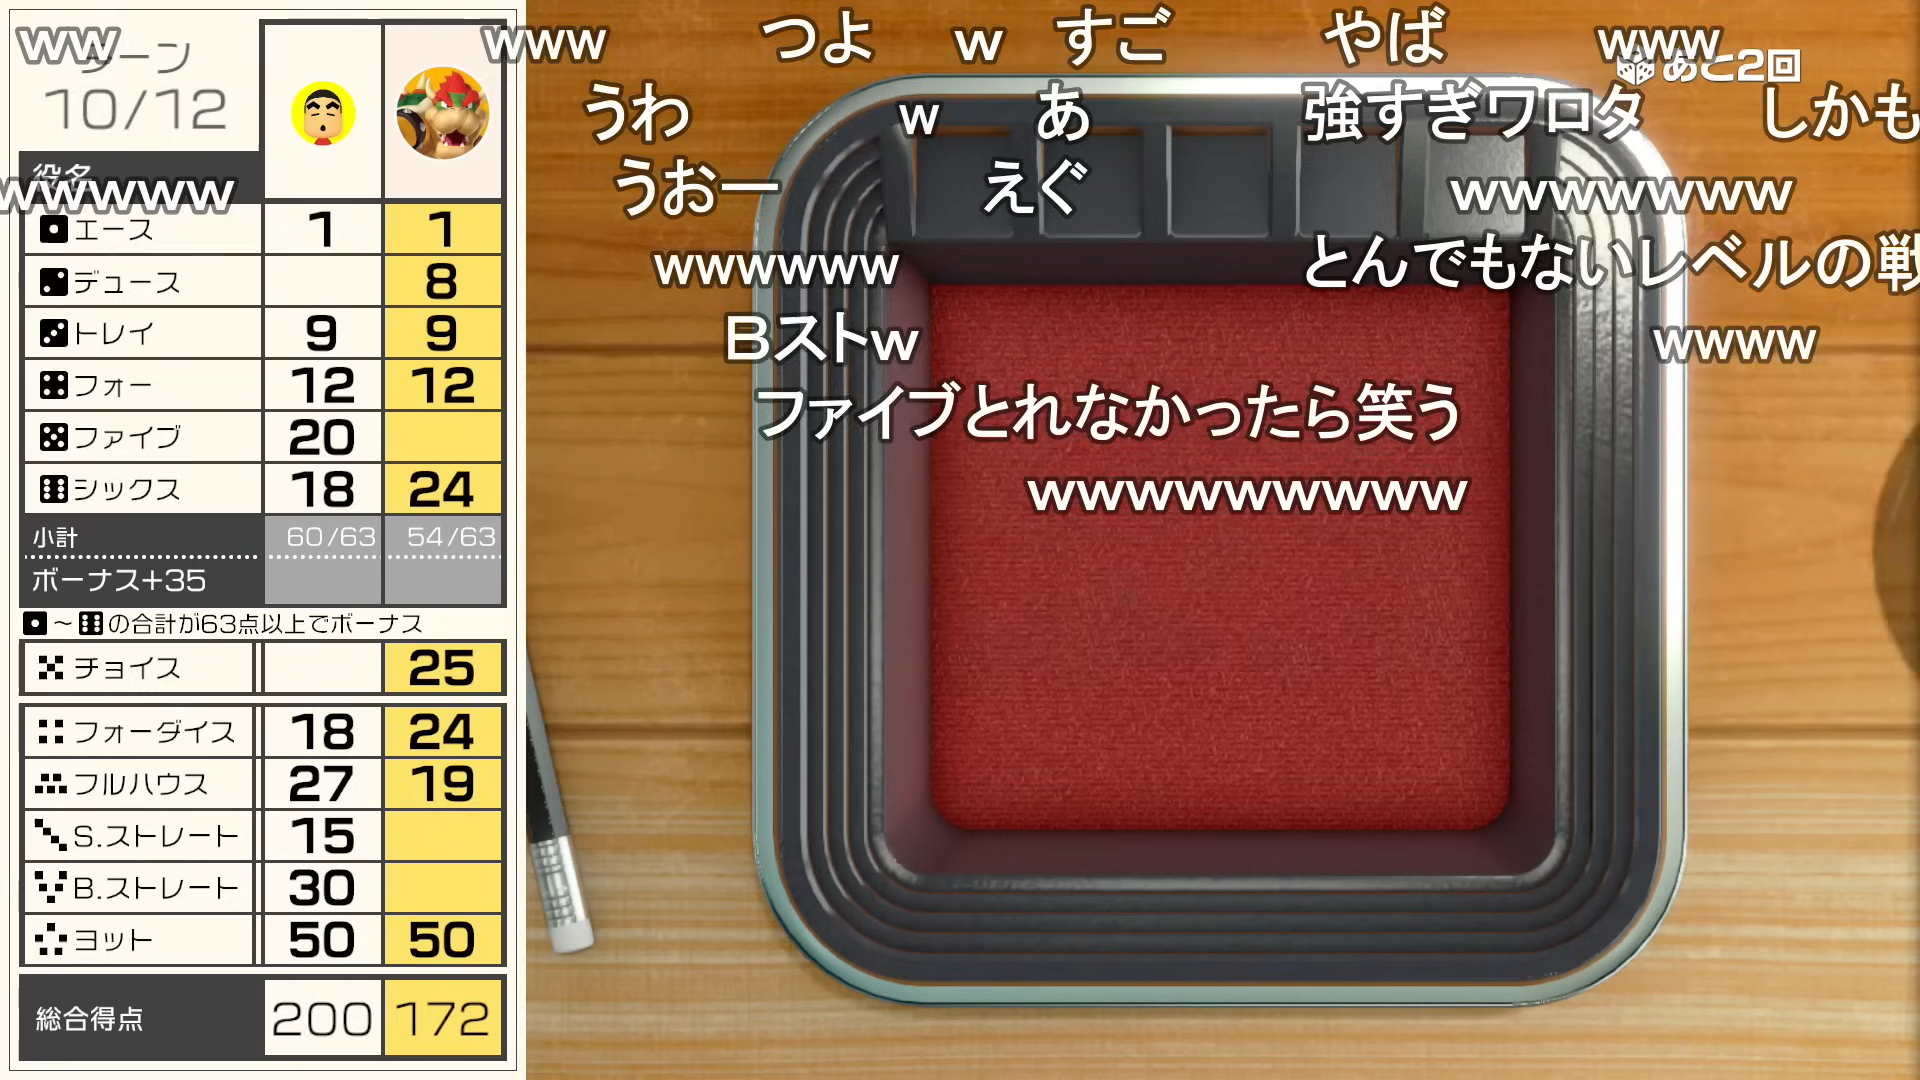 ww
ターン
10/12
役名
wwwwww
エース 1 1
デュース 8
トレイ 9 9
フォー 12 12
ファイブ 20
シックス 18 24
小計 60/63 54/63
ボーナス+35
～の合計が63点以上でボーナス
チョイス 25
フォーダイス 18 24
フルハウス 27 19
S.ストレート 15
B.ストレート 30
ヨット 50 50
総合得点 200 172
www つよ w すご やば www
あと2回
うわ w あ 強すぎワロタ しかも
うおー えぐ wwwwwwww
wwwwww とんでもないレベルの戦
Bストw wwww
ファイブとれなかったら笑う
wwwwwwwww